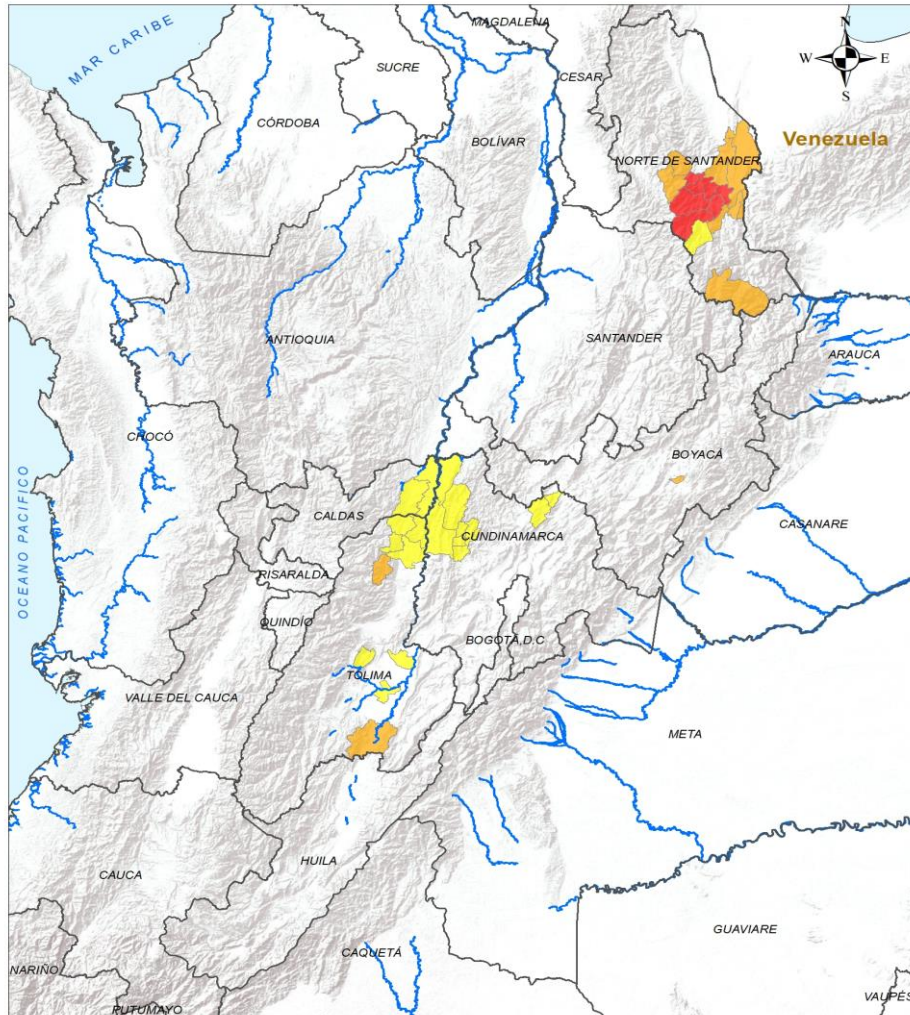 MAGDALENA
MAR CARIBE
N
W E
S
SUCRE
CESAR
CÓRDOBA
BOLÍVAR
Venezuela
NORTE DE SANTANDER
ANTIOQUIA
SANTANDER
ARAUCA
CHOCÓ
BOYACÁ
OCEANO PACIFICO
CALDAS
CUNDINAMARCA
CASANARE
RISARALDA
QUINDÍO
BOGOTÁ,D.C
TOLIMA
VALLE DEL CAUCA
META
HUILA
CAUCA
GUAVIARE
CAQUETÁ
NARIÑO
PUTUMAYO
VAUPÉS